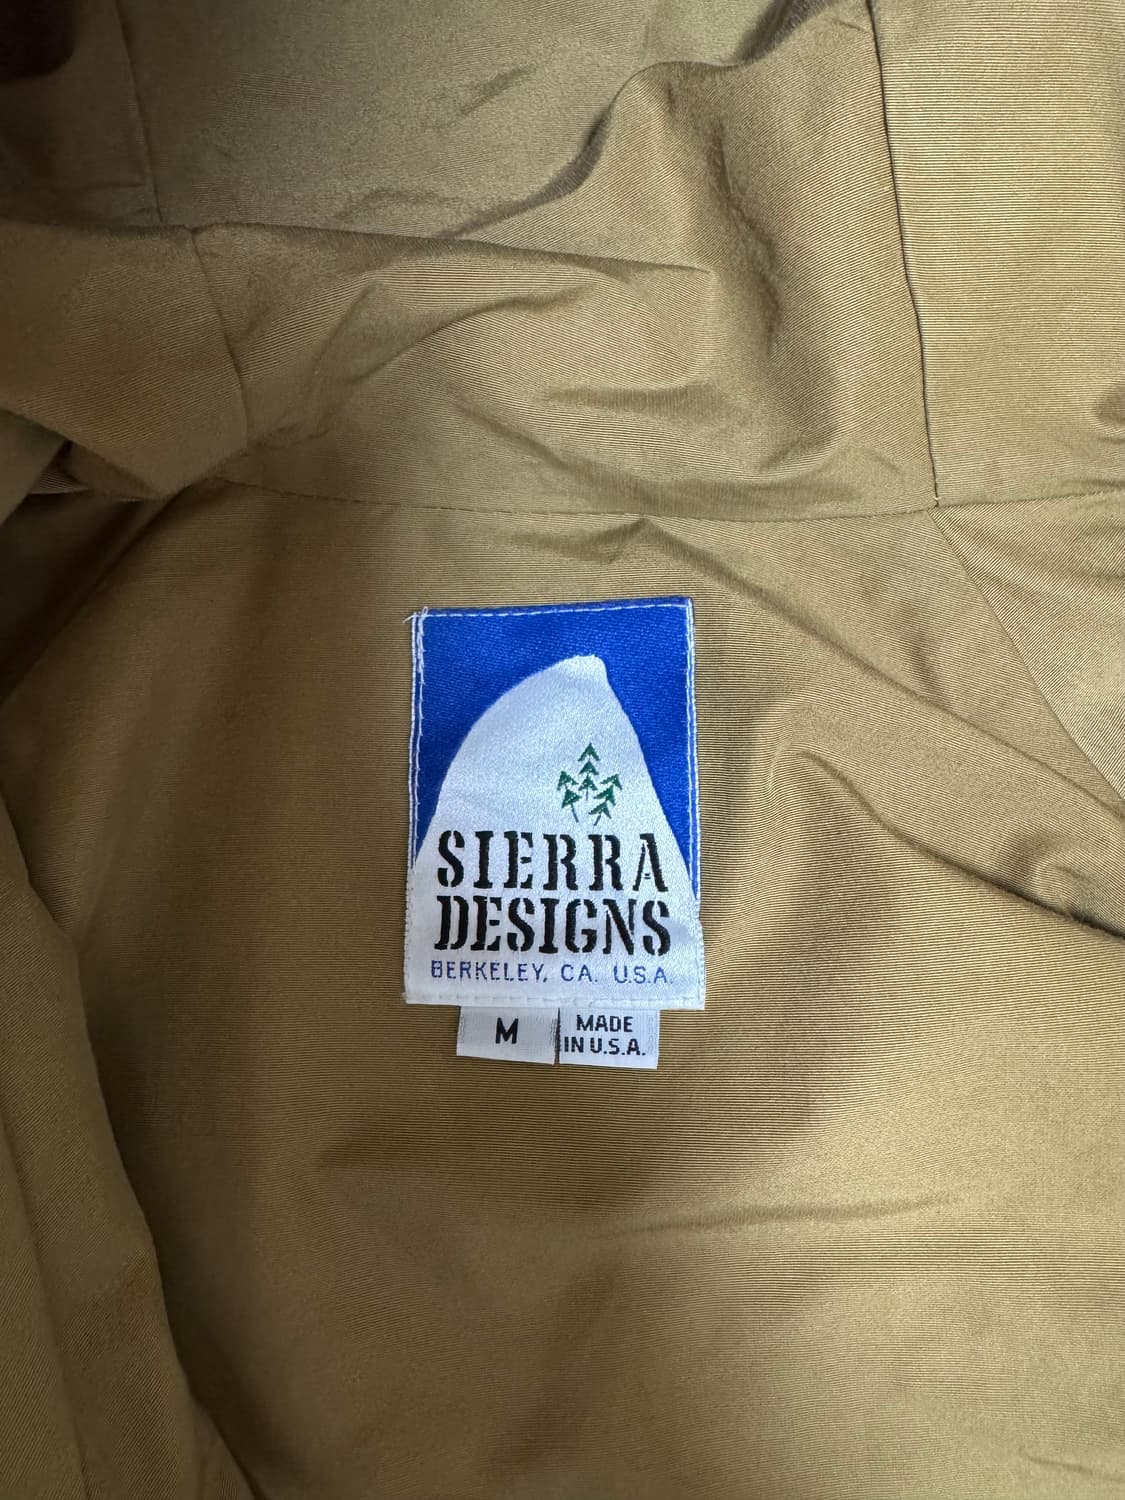 SIERRA
DESIGNS
BERKELEY, CA. U.S.A.
M
MADE
IN U.S.A.